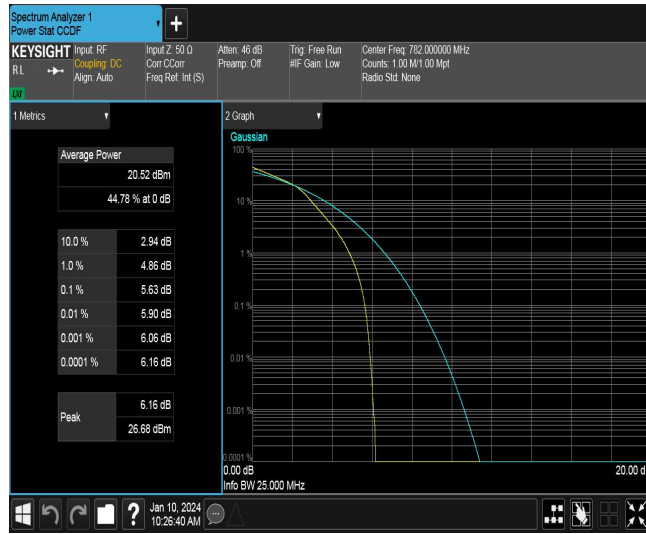 Spectrum Analyzer 1
Power Stat CCDF
KEYSIGHT
RL
LXI
Input: RF
Coupling: DC
Align: Auto
Input Z: 50 Ω
Corr CCorr
Freq Ref: Int (S)
Atten: 46 dB
Preamp: Off
Trig: Free Run
#IF Gain: Low
Center Freq: 782.000000 MHz
Counts: 1.00 M/1.00 Mpt
Radio Std: None
1 Metrics
Average Power
20.52 dBm
44.78 % at 0 dB
10.0 % 2.94 dB
1.0 % 4.86 dB
0.1 % 5.63 dB
0.01 % 5.90 dB
0.001 % 6.06 dB
0.0001 % 6.16 dB
Peak
6.16 dB
26.68 dBm
2 Graph
Gaussian
100 %
10 %
1 %
0.1 %
0.01 %
0.001 %
0.0001 %
0.00 dB 20.00 d
Info BW 25.000 MHz
?
Jan 10, 2024
10:26:40 AM